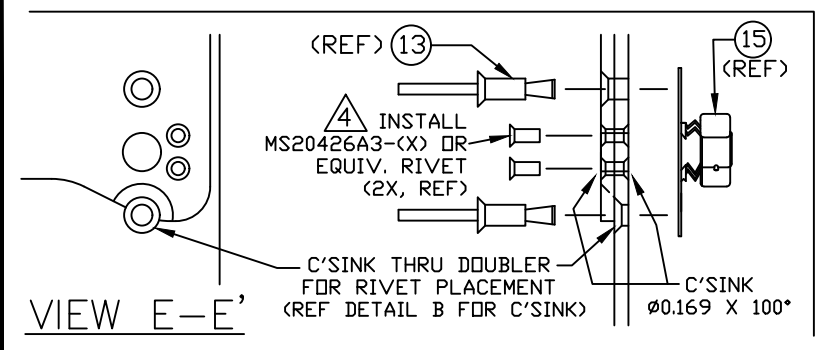 (REF) 13
15
(REF)
4 INSTALL
MS20426A3-(X) OR
EQUIV. RIVET
(2X, REF)
C'SINK THRU DOUBLER
FOR RIVET PLACEMENT
(REF DETAIL B FOR C'SINK)
C'SINK
Ø0.169 X 100°
VIEW E-E'